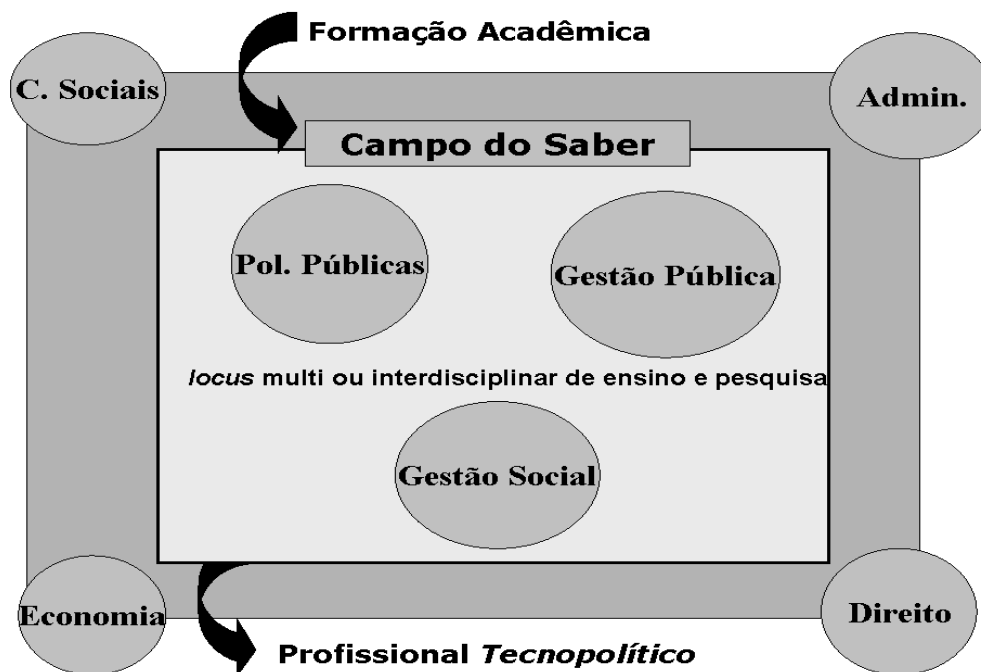 Formação Acadêmica
C. Sociais
Admin.
Campo do Saber
Pol. Públicas
Gestão Pública
locus multi ou interdisciplinar de ensino e pesquisa
Gestão Social
Economia
Direito
Profissional Tecnopolítico